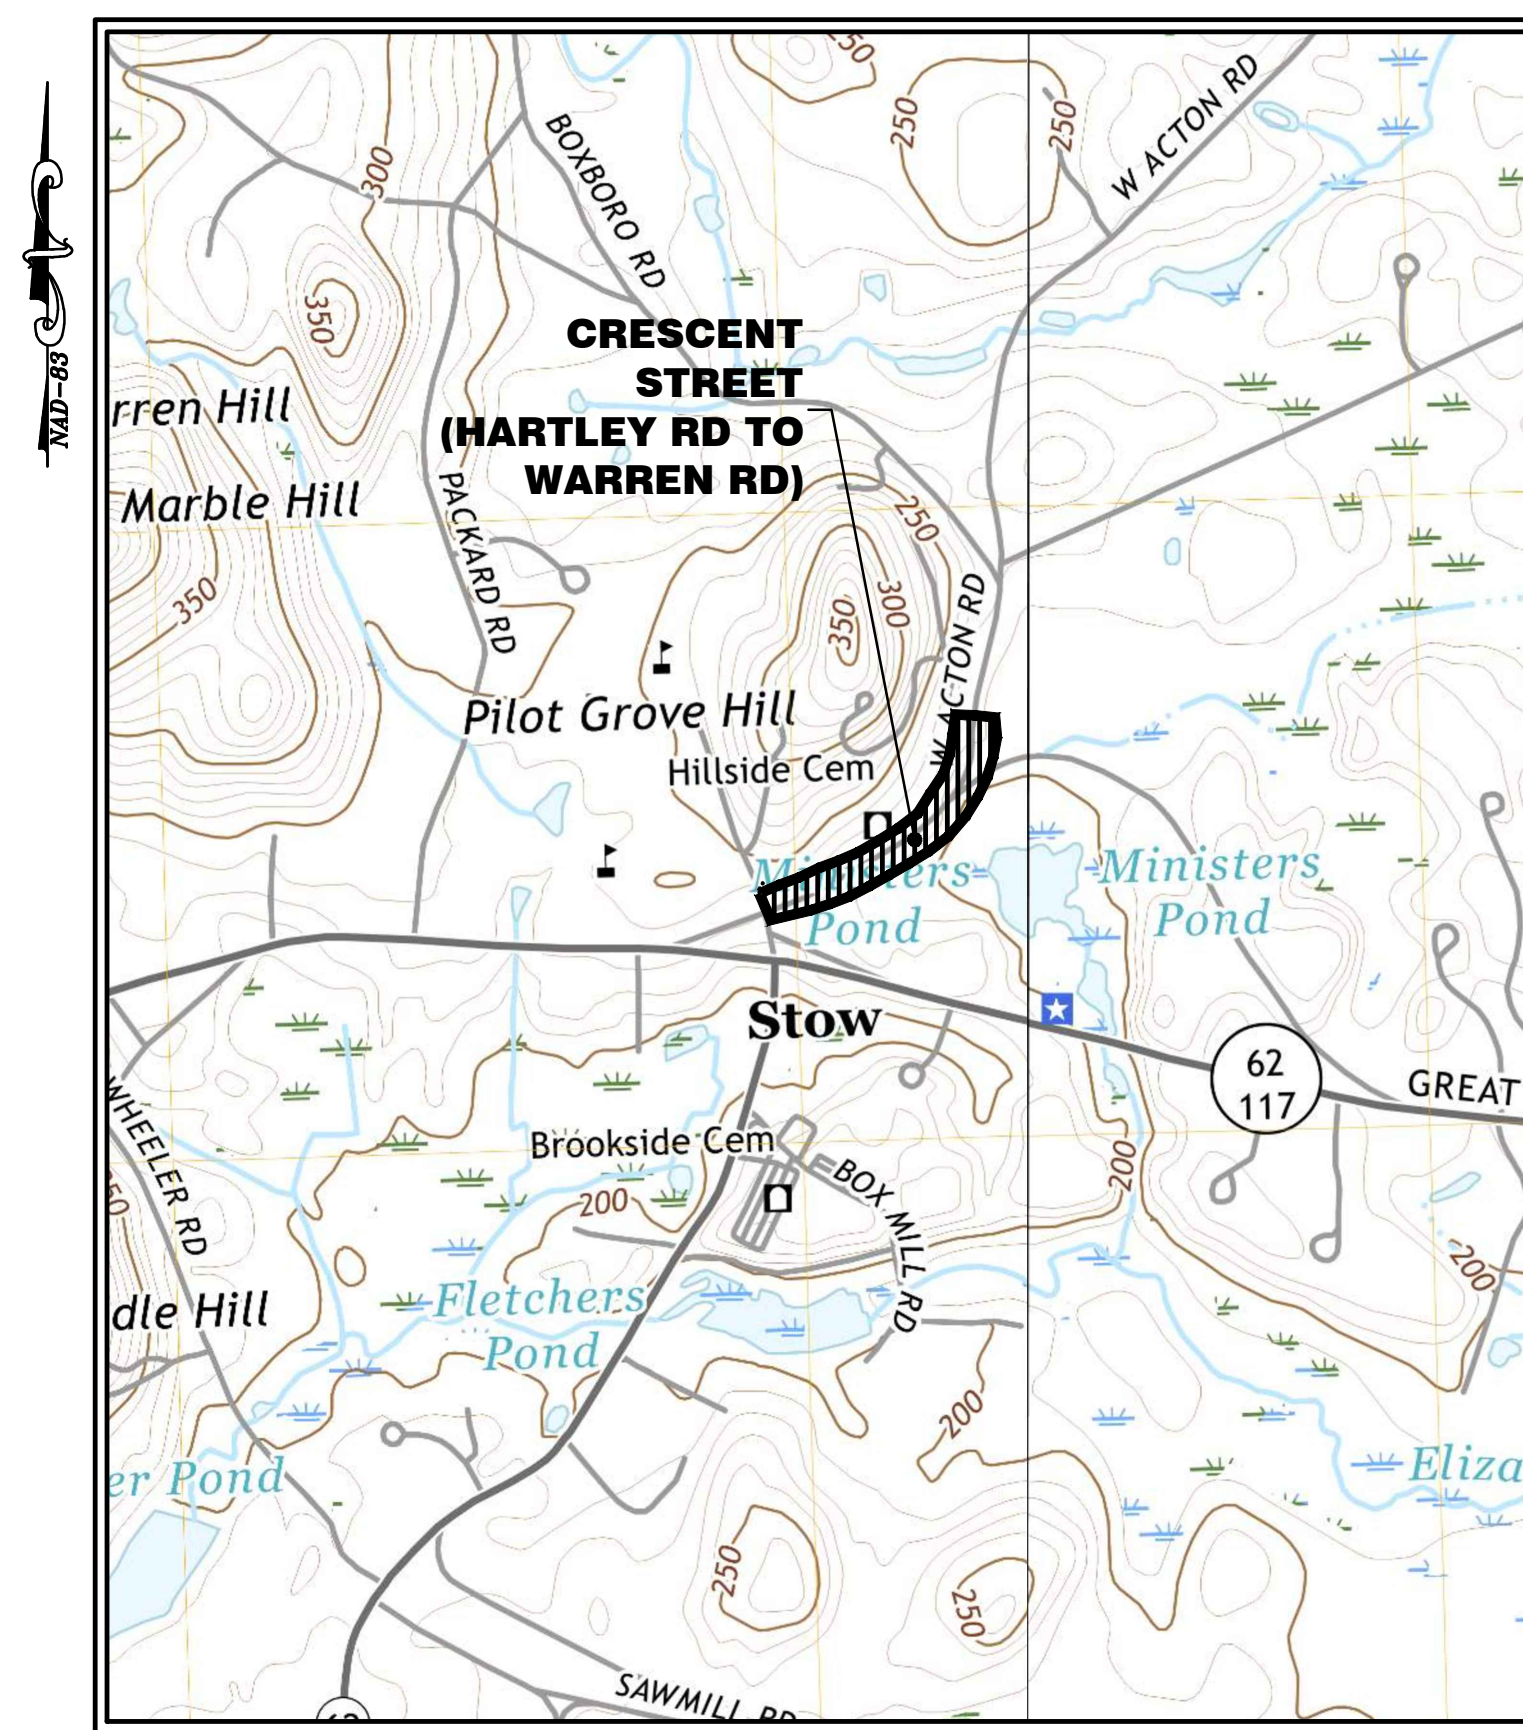 250
250
250
W ACTON RD
BOXBORO RD
300
350
NAD-83
CRESCENT
STREET
(HARTLEY RD TO
WARREN RD)
rren Hill
Marble Hill
PACKARD RD
250
350
300
350
W ACTON RD
Pilot Grove Hill
Hillside Cem
Ministers
Pond
Ministers
Pond
Stow
62
117
GREAT
WHEELER RD
Brookside Cem
BOX MILL RD
200
200
200
dle Hill
Fletchers
Pond
200
er Pond
Eliza
250
250
SAWMILL RD